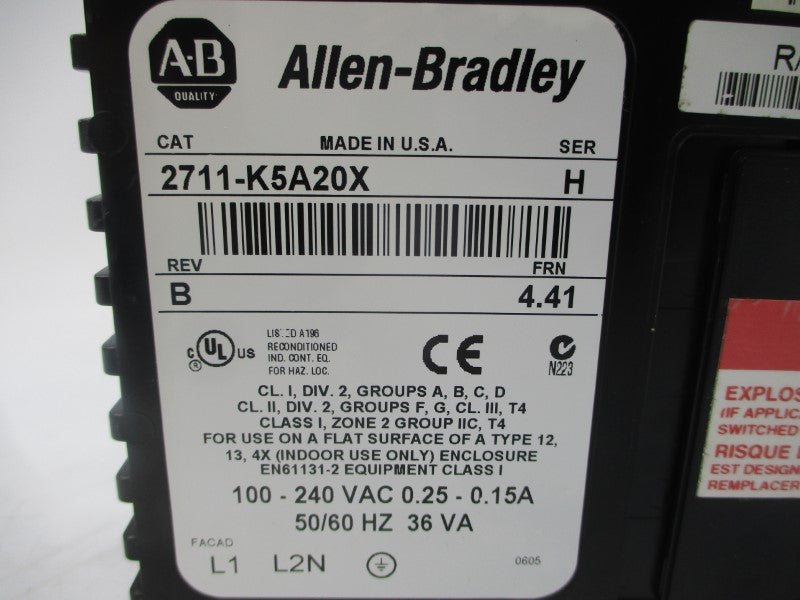 A-B
QUALITY
Allen-Bradley
CAT MADE IN U.S.A. SER
2711-K5A20X H
REV FRN
B 4.41
C UL US
®
LISTED A196
RECONDITIONED
IND. CONT. EQ.
FOR HAZ. LOC.
CE
N223
CL. I, DIV. 2, GROUPS A, B, C, D
CL. II, DIV. 2, GROUPS F, G, CL. III, T4
CLASS I, ZONE 2 GROUP IIC, T4
FOR USE ON A FLAT SURFACE OF A TYPE 12,
13, 4X (INDOOR USE ONLY) ENCLOSURE
EN61131-2 EQUIPMENT CLASS I
100 - 240 VAC 0.25 - 0.15A
50/60 HZ 36 VA
FACAD
L1 L2N
0605
EXPLOS
(IF APPLIC
SWITCHED
RISQUE
EST DESIGN
REMPLACER